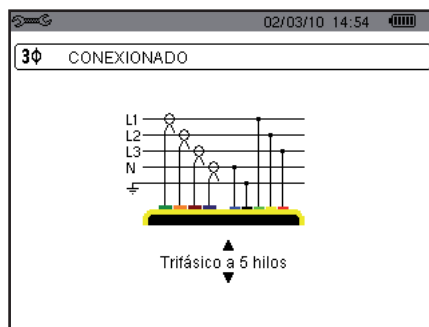 02/03/10 14:54
3Φ CONEXIONADO
L1
L2
L3
N
Trifásico a 5 hilos